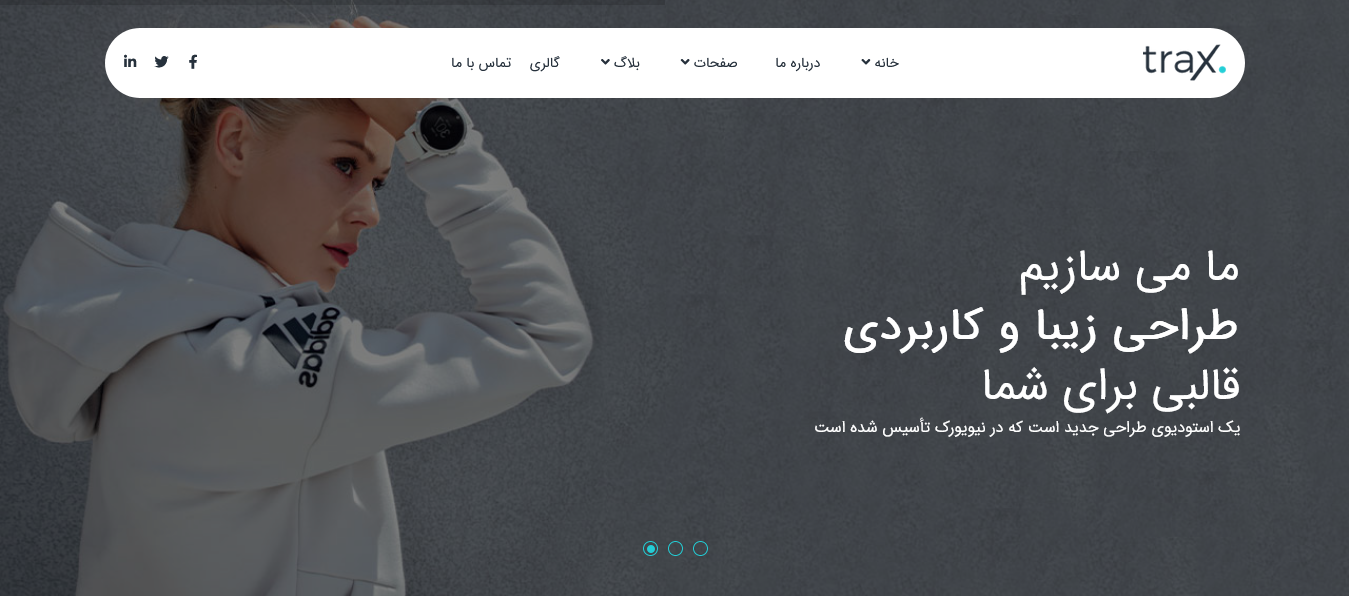 trax.
خانه
درباره ما
صفحات
بلاگ
گالری
تماس با ما
ما می سازیم
طراحی زیبا و کاربردی
قالبی برای شما
یک استودیوی طراحی جدید است که در نیویورک تأسیس شده است
adidas